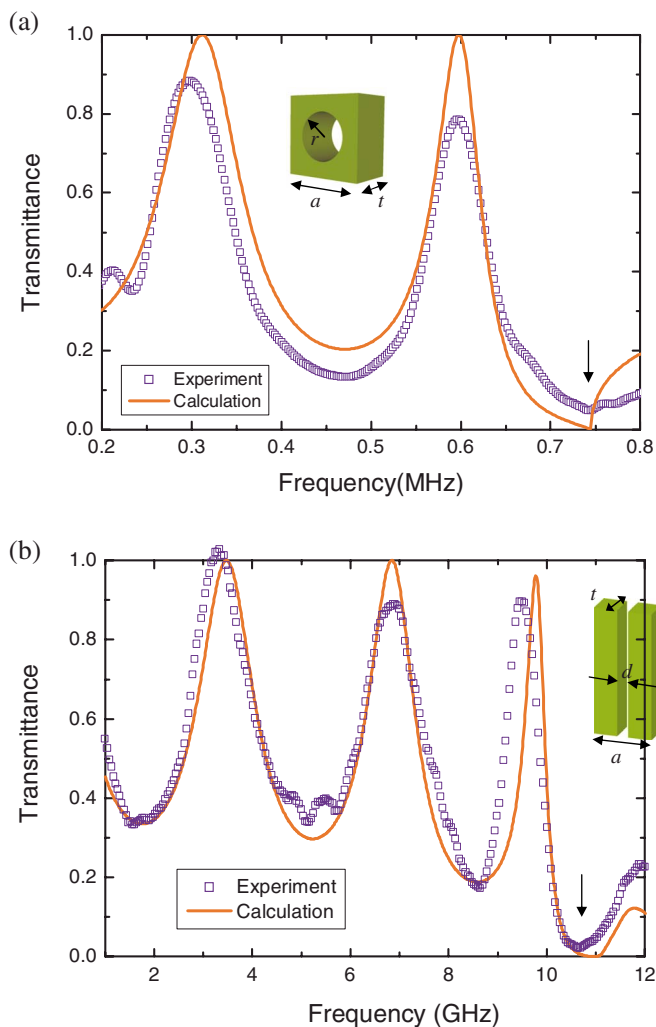 (a)
1.0
0.8
0.6
0.4
0.2
0.0
Transmittance
r
a
t
Experiment
Calculation
0.2 0.3 0.4 0.5 0.6 0.7 0.8
Frequency(MHz)
(b)
1.0
0.8
0.6
0.4
0.2
0.0
Transmittance
t
d
a
Experiment
Calculation
2 4 6 8 10 12
Frequency (GHz)